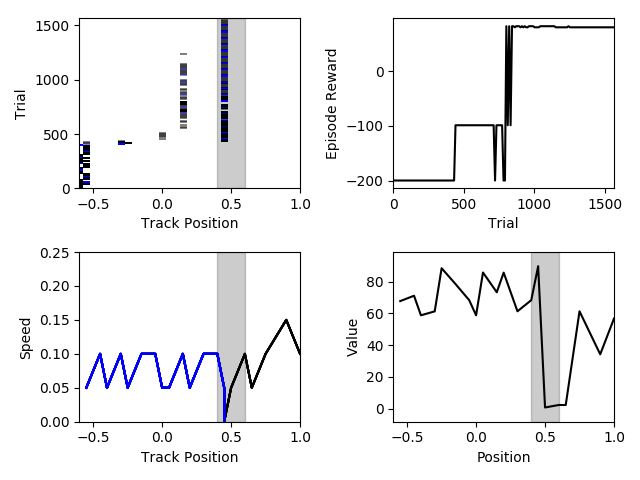 1500
1000
500
0
Trial
−0.5 0.0 0.5 1.0
Track Position
0
−100
−200
Episode Reward
0 500 1000 1500
Trial
0.25
0.20
0.15
0.10
0.05
0.00
Speed
−0.5 0.0 0.5 1.0
Track Position
80
60
40
20
0
Value
−0.5 0.0 0.5 1.0
Position